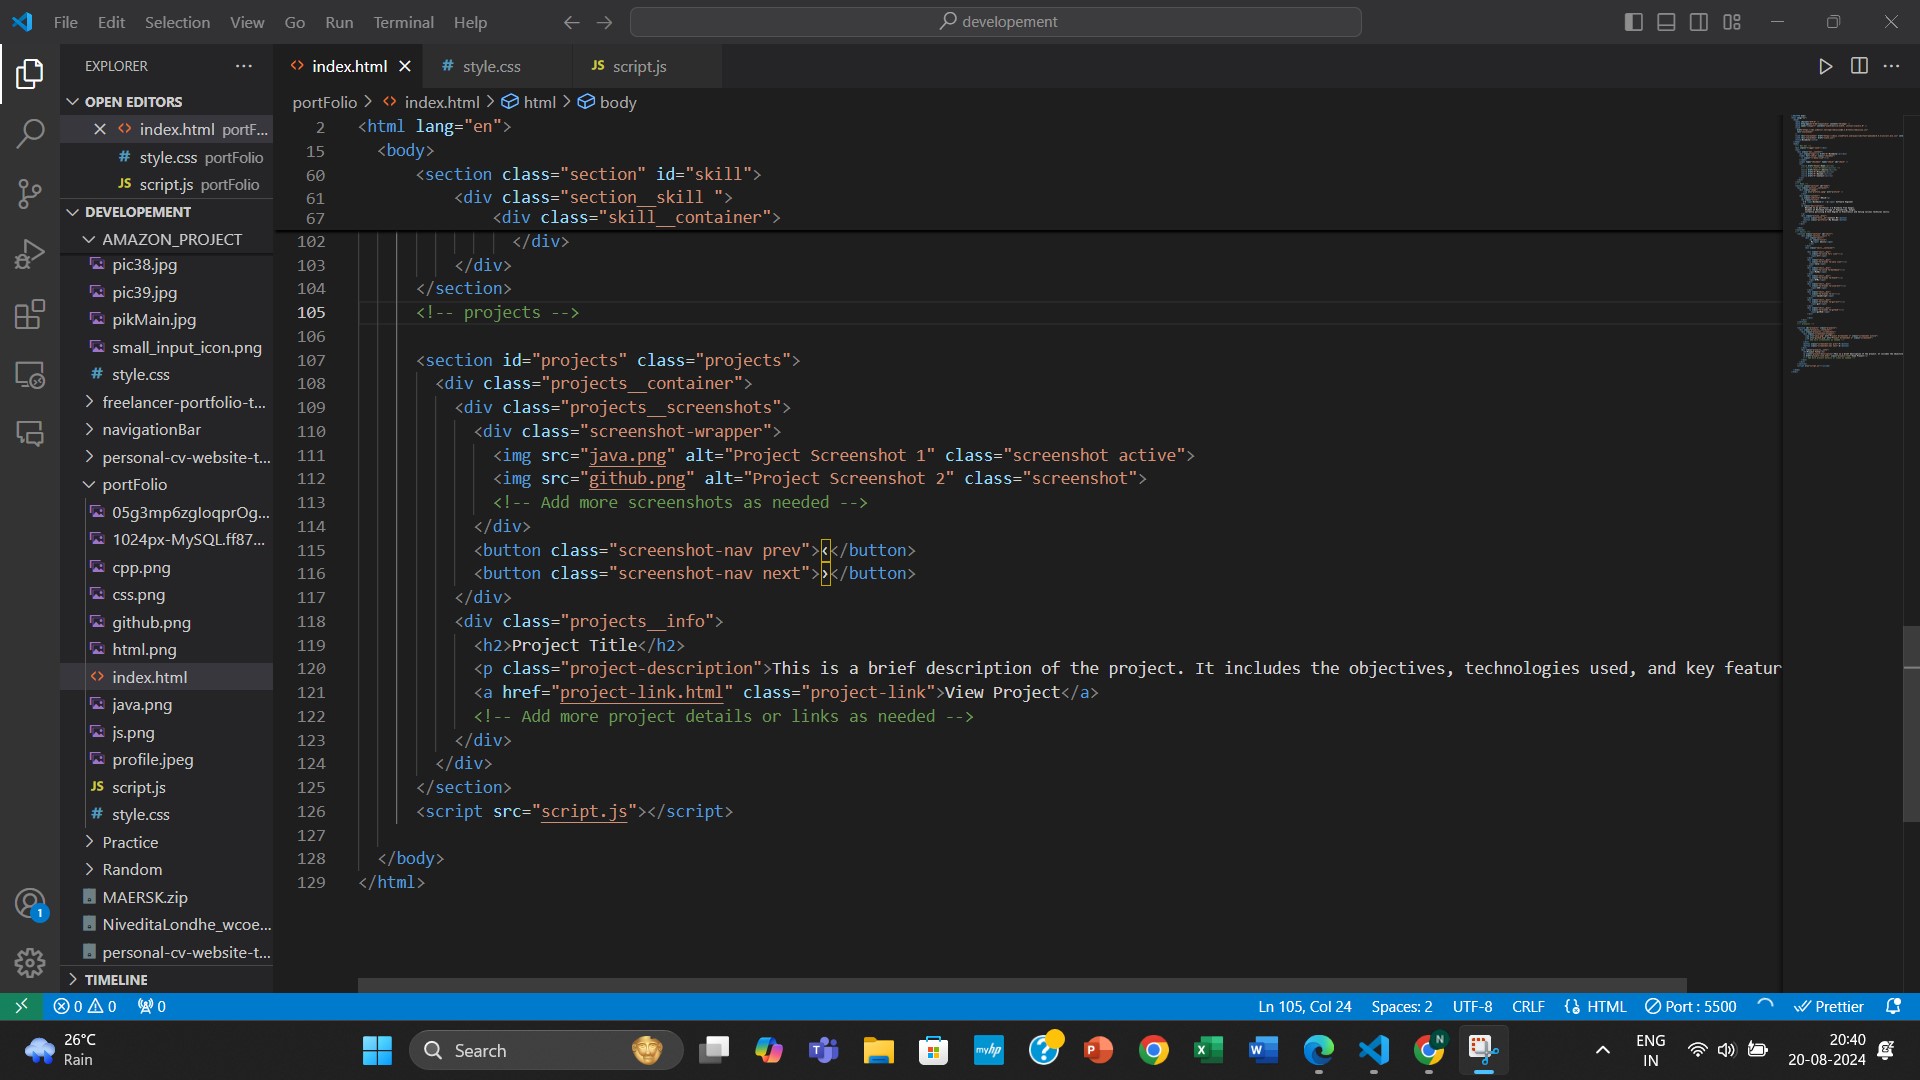 File Edit Selection View Go Run Terminal Help
developement
EXPLORER
OPEN EDITORS
index.html portF...
style.css portFolio
JS script.js portFolio
DEVELOPEMENT
AMAZON_PROJECT
pic38.jpg
pic39.jpg
pikMain.jpg
small_input_icon.png
# style.css
freelancer-portfolio-t...
navigationBar
personal-cv-website-t...
portFolio
05g3mp6zgIoqprOg...
1024px-MySQL.ff87...
cpp.png
css.png
github.png
html.png
index.html
java.png
js.png
profile.jpeg
JS script.js
# style.css
Practice
Random
MAERSK.zip
NiveditaLondhe_wcoe...
personal-cv-website-t...
TIMELINE
index.html
# style.css
JS script.js
portFolio > index.html > html > body
2 <html lang="en">
15 <body>
60 <section class="section" id="skill">
61 <div class="section__skill ">
67 <div class="skill__container">
102 </div>
103 </div>
104 </section>
105 <!-- projects -->
106
107 <section id="projects" class="projects">
108 <div class="projects__container">
109 <div class="projects__screenshots">
110 <div class="screenshot-wrapper">
111 <img src="java.png" alt="Project Screenshot 1" class="screenshot active">
112 <img src="github.png" alt="Project Screenshot 2" class="screenshot">
113 <!-- Add more screenshots as needed -->
114 </div>
115 <button class="screenshot-nav prev">‹</button>
116 <button class="screenshot-nav next">›</button>
117 </div>
118 <div class="projects__info">
119 <h2>Project Title</h2>
120 <p class="project-description">This is a brief description of the project. It includes the objectives, technologies used, and key featur
121 <a href="project-link.html" class="project-link">View Project</a>
122 <!-- Add more project details or links as needed -->
123 </div>
124 </div>
125 </section>
126 <script src="script.js"></script>
127
128 </body>
129 </html>
1
0 0 0
Ln 105, Col 24 Spaces: 2 UTF-8 CRLF HTML Port : 5500 Prettier
26°C
Rain
Search
myhp
N
ENG
IN
20:40
20-08-2024